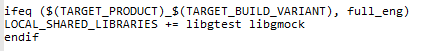 ifeq ($(TARGET_PRODUCT)_$(TARGET_BUILD_VARIANT), full_eng)
LOCAL_SHARED_LIBRARIES += libgtest libgmock
endif